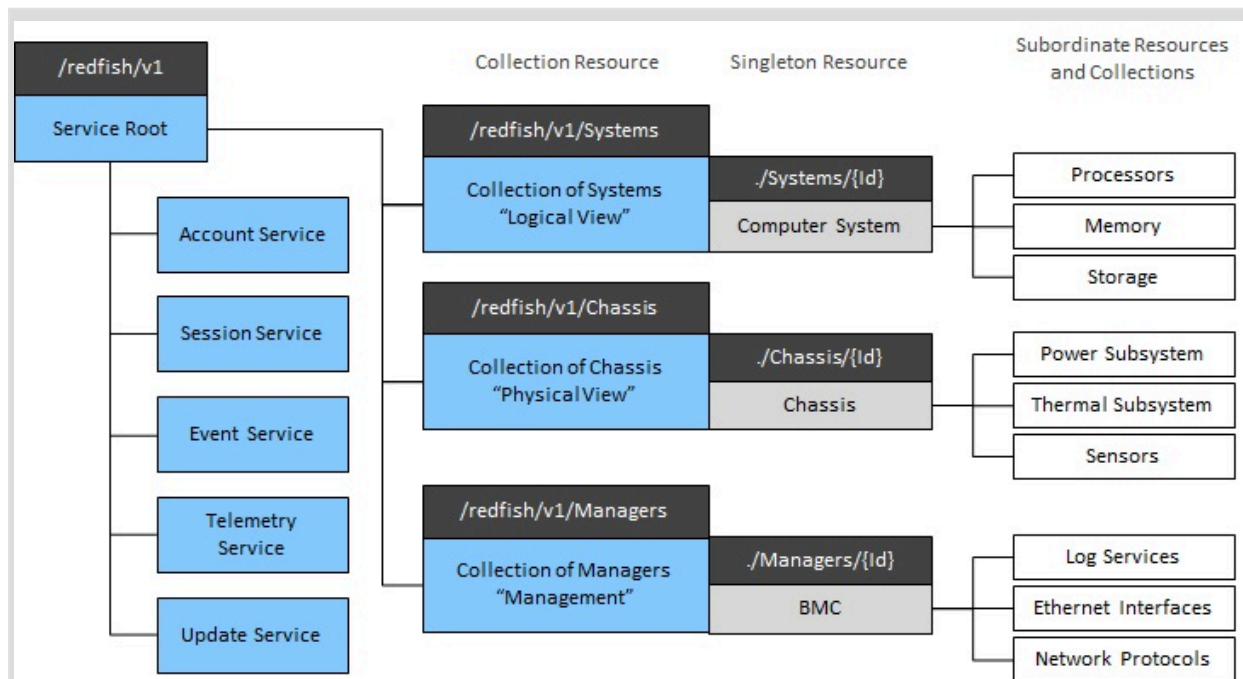 /redfish/v1
Service Root
Account Service
Session Service
Event Service
Telemetry
Service
Update Service
Collection Resource
Singleton Resource
Subordinate Resources
and Collections
/redfish/v1/Systems
Collection of Systems
“Logical View”
./Systems/{Id}
Computer System
Processors
Memory
Storage
/redfish/v1/Chassis
Collection of Chassis
“Physical View”
./Chassis/{Id}
Chassis
Power Subsystem
Thermal Subsystem
Sensors
/redfish/v1/Managers
Collection of Managers
“Management”
./Managers/{Id}
BMC
Log Services
Ethernet Interfaces
Network Protocols